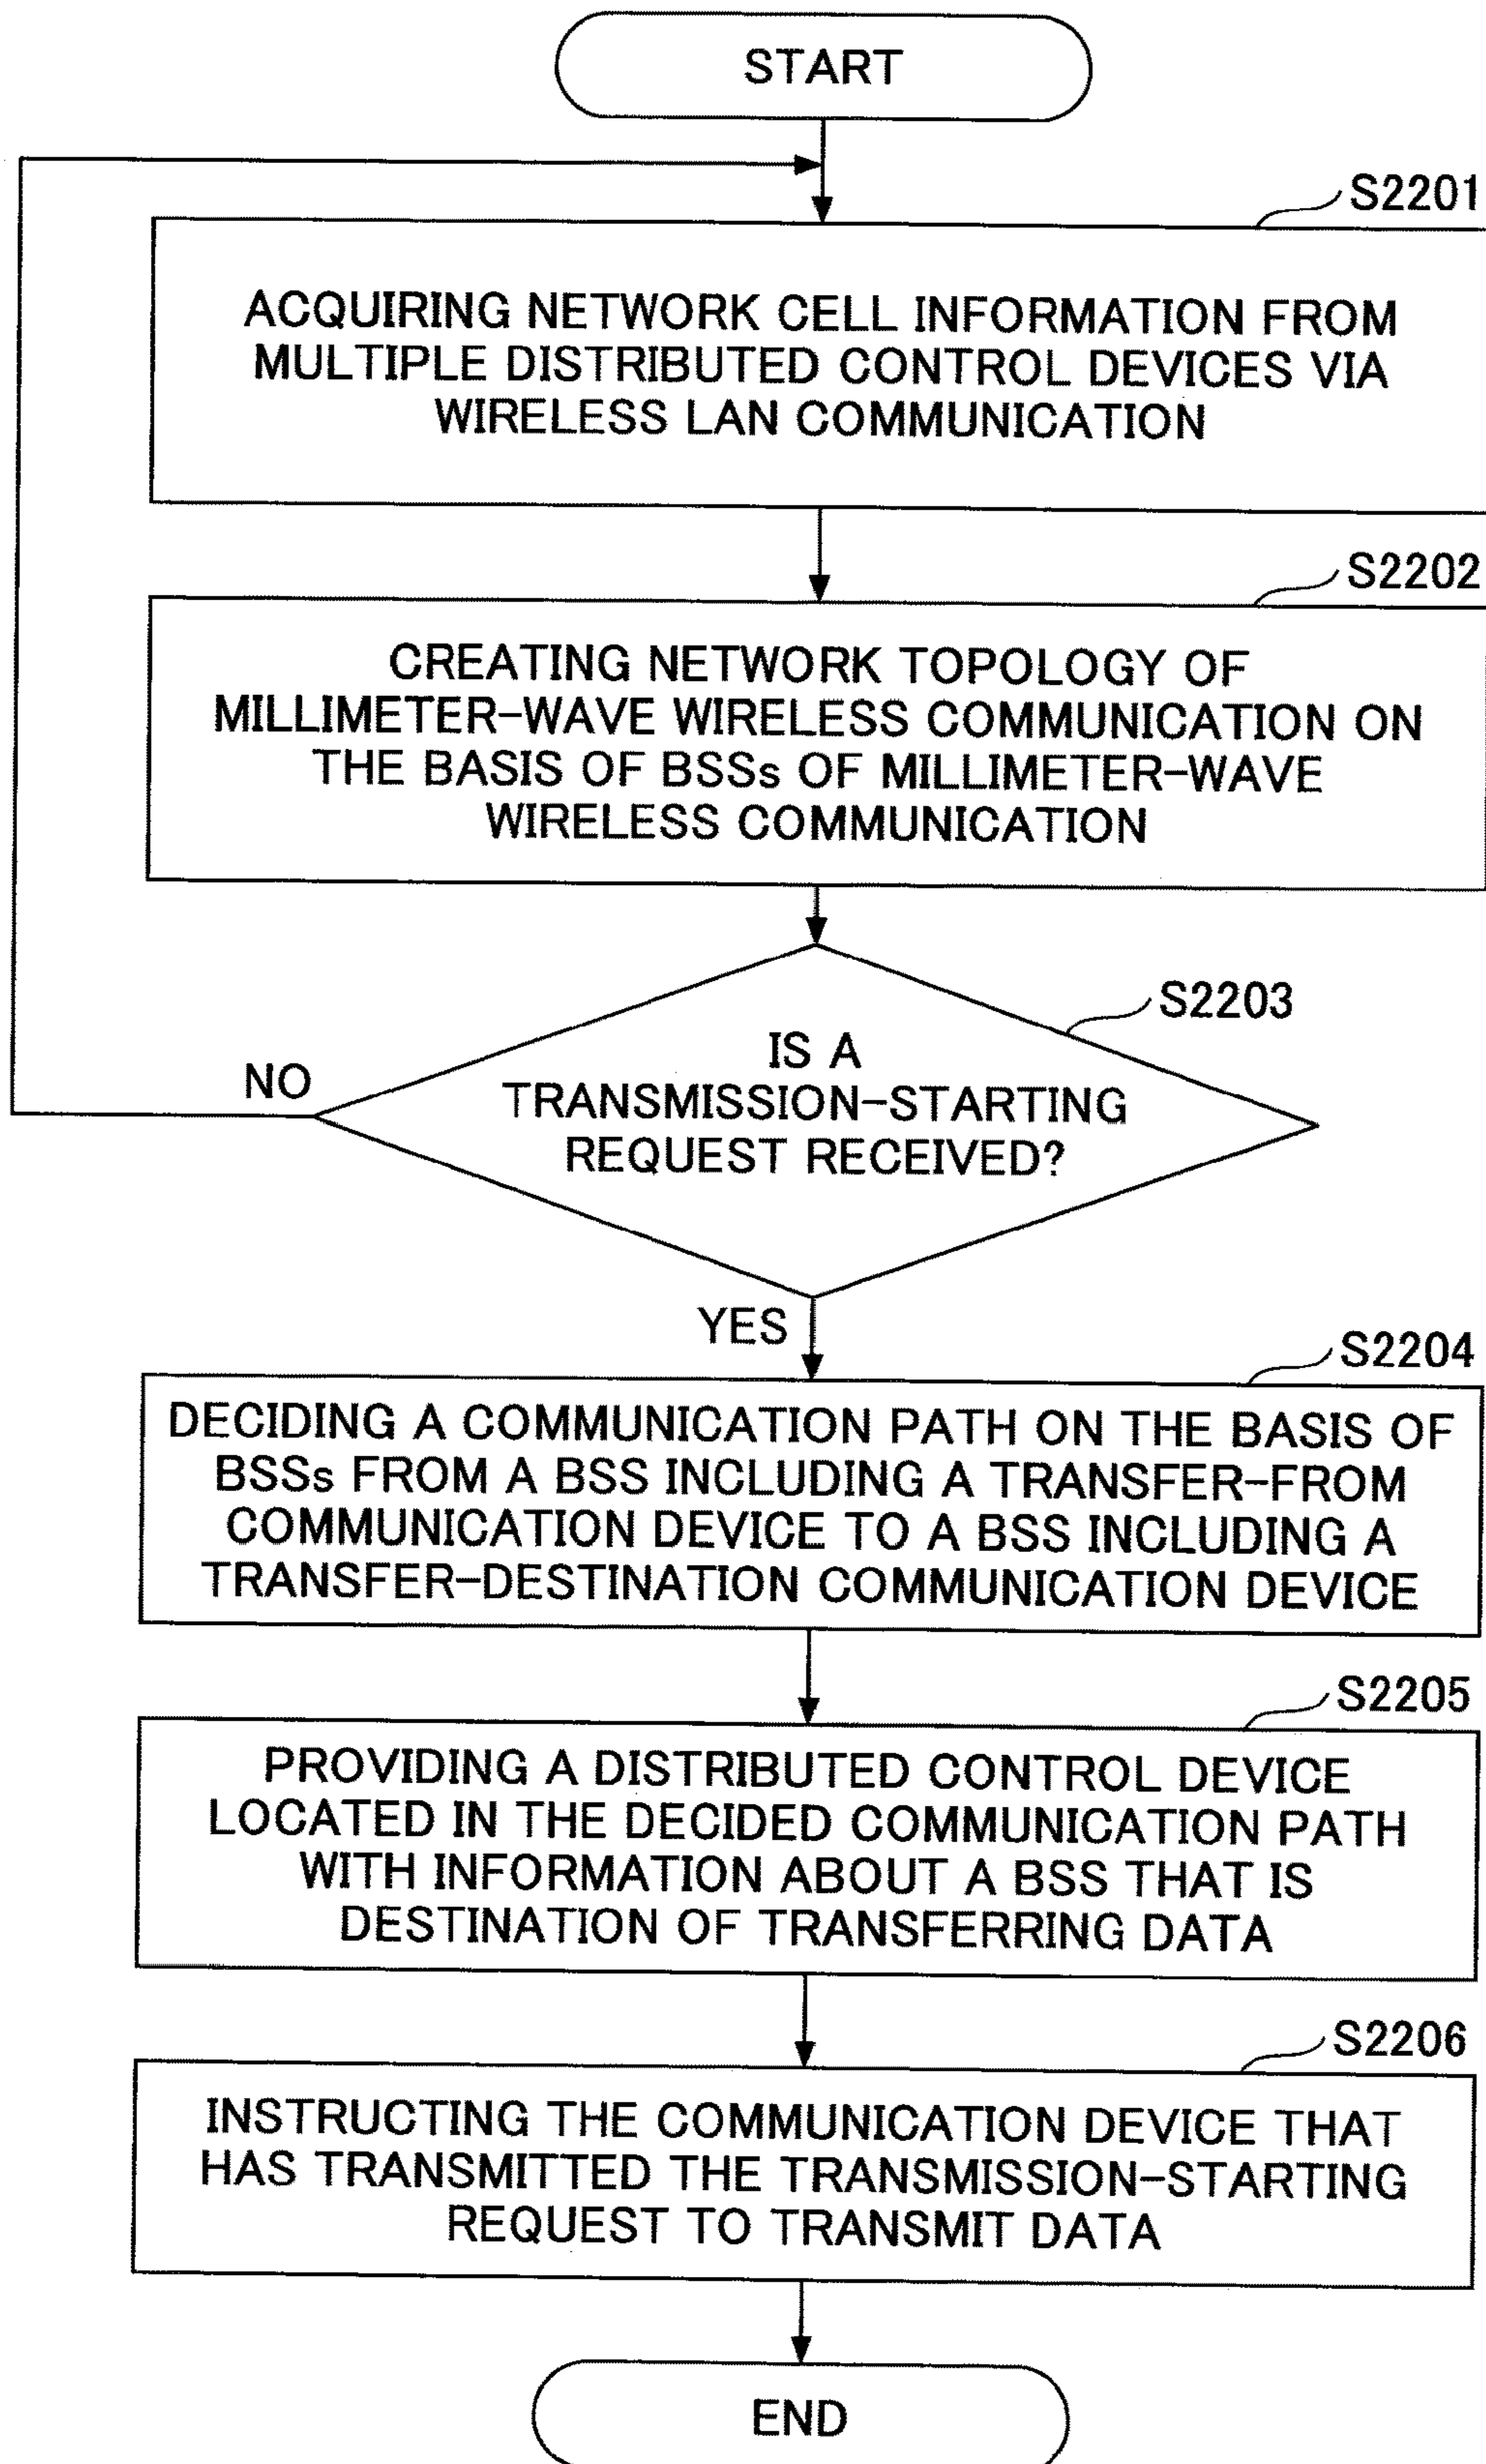 START
S2201
ACQUIRING NETWORK CELL INFORMATION FROM
MULTIPLE DISTRIBUTED CONTROL DEVICES VIA
WIRELESS LAN COMMUNICATION
S2202
CREATING NETWORK TOPOLOGY OF
MILLIMETER-WAVE WIRELESS COMMUNICATION ON
THE BASIS OF BSSs OF MILLIMETER-WAVE
WIRELESS COMMUNICATION
S2203
IS A
TRANSMISSION-STARTING
REQUEST RECEIVED?
NO
YES
S2204
DECIDING A COMMUNICATION PATH ON THE BASIS OF
BSSs FROM A BSS INCLUDING A TRANSFER-FROM
COMMUNICATION DEVICE TO A BSS INCLUDING A
TRANSFER-DESTINATION COMMUNICATION DEVICE
S2205
PROVIDING A DISTRIBUTED CONTROL DEVICE
LOCATED IN THE DECIDED COMMUNICATION PATH
WITH INFORMATION ABOUT A BSS THAT IS
DESTINATION OF TRANSFERRING DATA
S2206
INSTRUCTING THE COMMUNICATION DEVICE THAT
HAS TRANSMITTED THE TRANSMISSION-STARTING
REQUEST TO TRANSMIT DATA
END